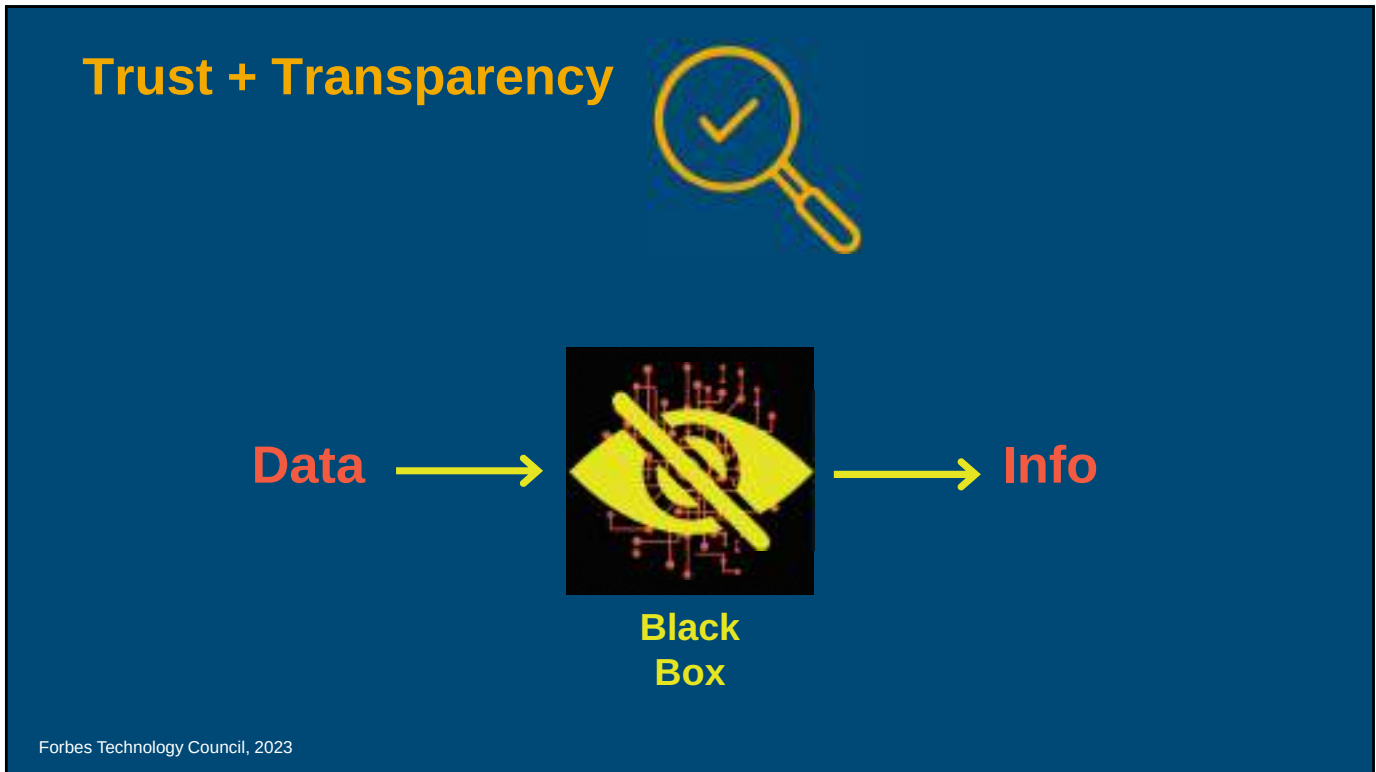 Trust + Transparency
Data
Info
Black
Box
Forbes Technology Council, 2023